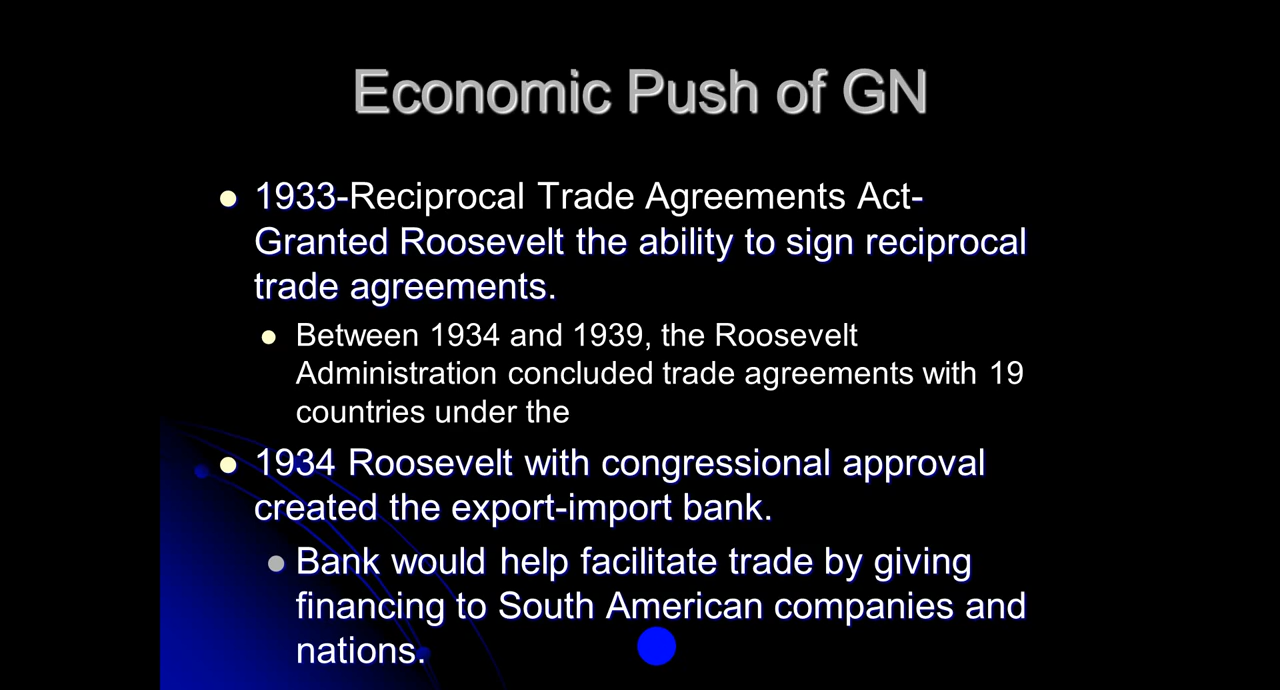 Economic Push of GN
1933-Reciprocal Trade Agreements Act-
Granted Roosevelt the ability to sign reciprocal
trade agreements.
Between 1934 and 1939, the Roosevelt
Administration concluded trade agreements with 19
countries under the
1934 Roosevelt with congressional approval
created the export-import bank.
Bank would help facilitate trade by giving
financing to South American companies and
nations.